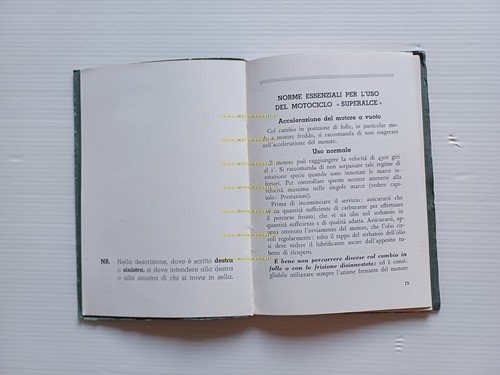 NB. Nella descrizione, dove è scritto destra
o sinistra, si deve intendere alla destra
o alla sinistra di chi si trova in sella.
NORME ESSENZIALI PER L'USO
DEL MOTOCICLO « SUPERALCE »
Accelerazione del motore a vuoto
Col cambio in posizione di folle, in particolar mo-
do a motore freddo, si raccomanda di non esagerare
nell'accelerazione del motore.
Uso normale
Il motore può raggiungere la velocità di 4300 giri
al 1'. Si raccomanda di non sorpassare tale regime di
rotazione specie quando sono innestate le marce in-
feriori. Per controllare questo occorre attenersi alla
velocità massima nelle singole marce (vedere capi-
tolo: Prestazioni).
Prima di incominciare il servizio: assicurarsi che
vi sia quantità sufficiente di carburante per effettuare
il percorso fissato; che vi sia olio nel serbatoio in
quantità sufficiente e di qualità adatta. Assicurarsi, ap-
pena ottenuto l'avviamento del motore, che l'olio cir-
coli regolarmente: tolto il tappo del serbatoio dell'olio
si deve vedere il lubrificante uscire dall'apposito
tubetto di ricupero.
È bene non percorrere discese col cambio in
folle o con la frizione disinnestata: ed è consi-
gliabile utilizzare sempre l'azione frenante del motore
15